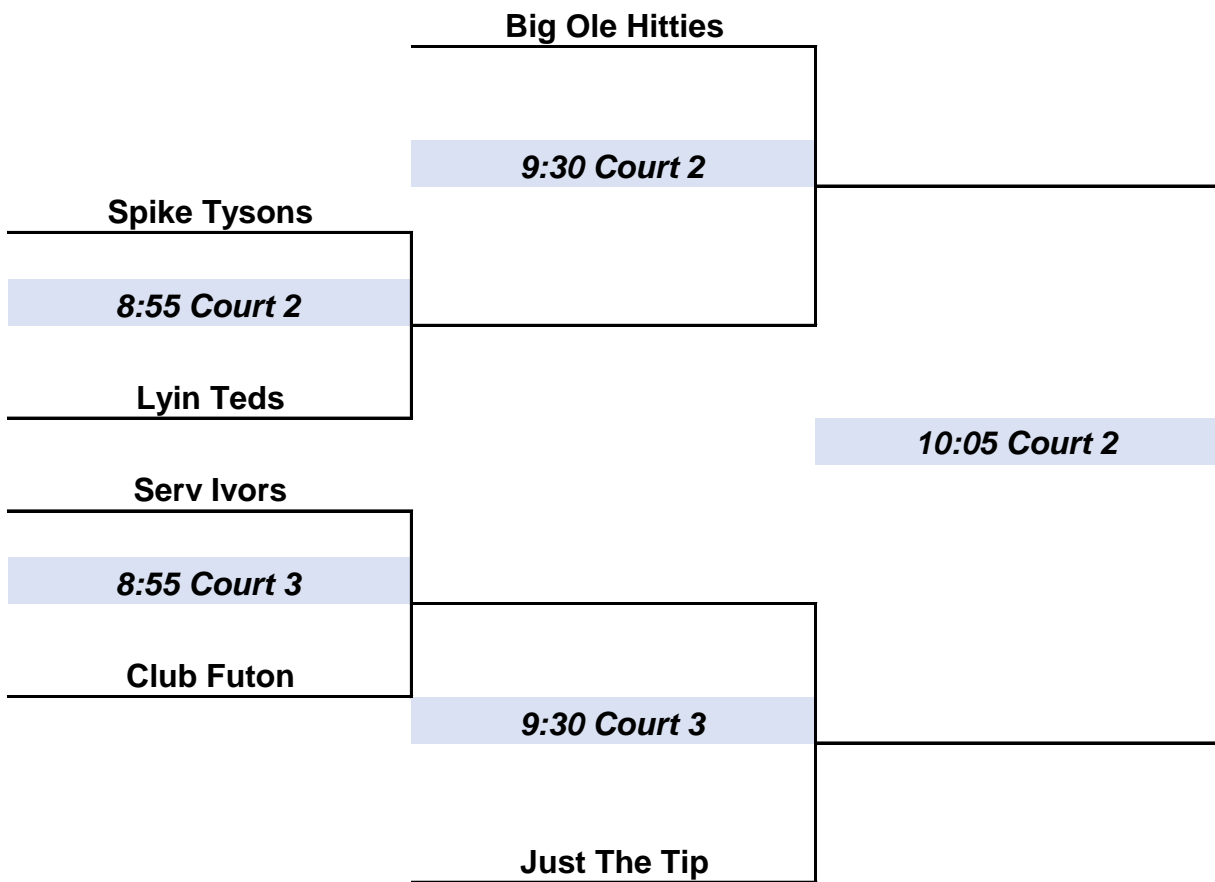 Big Ole Hitties
9:30 Court 2
Spike Tysons
8:55 Court 2
Lyin Teds
10:05 Court 2
Serv Ivors
8:55 Court 3
Club Futon
9:30 Court 3
Just The Tip